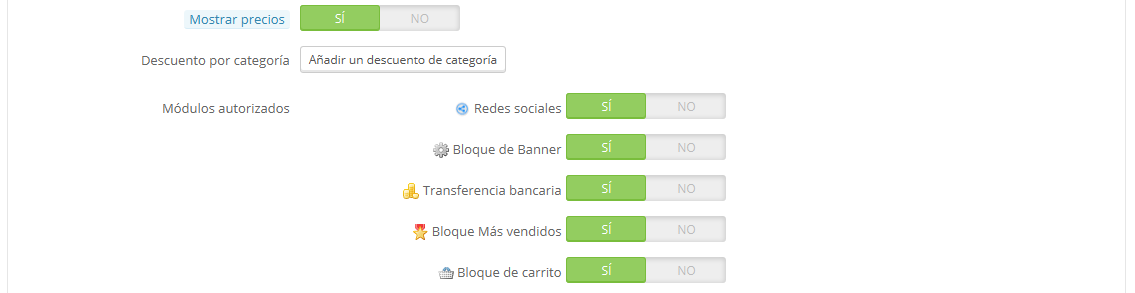 Mostrar precios SÍ NO
Descuento por categoría Añadir un descuento de categoría
Módulos autorizados Redes sociales SÍ NO
Bloque de Banner SÍ NO
Transferencia bancaria SÍ NO
Bloque Más vendidos SÍ NO
Bloque de carrito SÍ NO